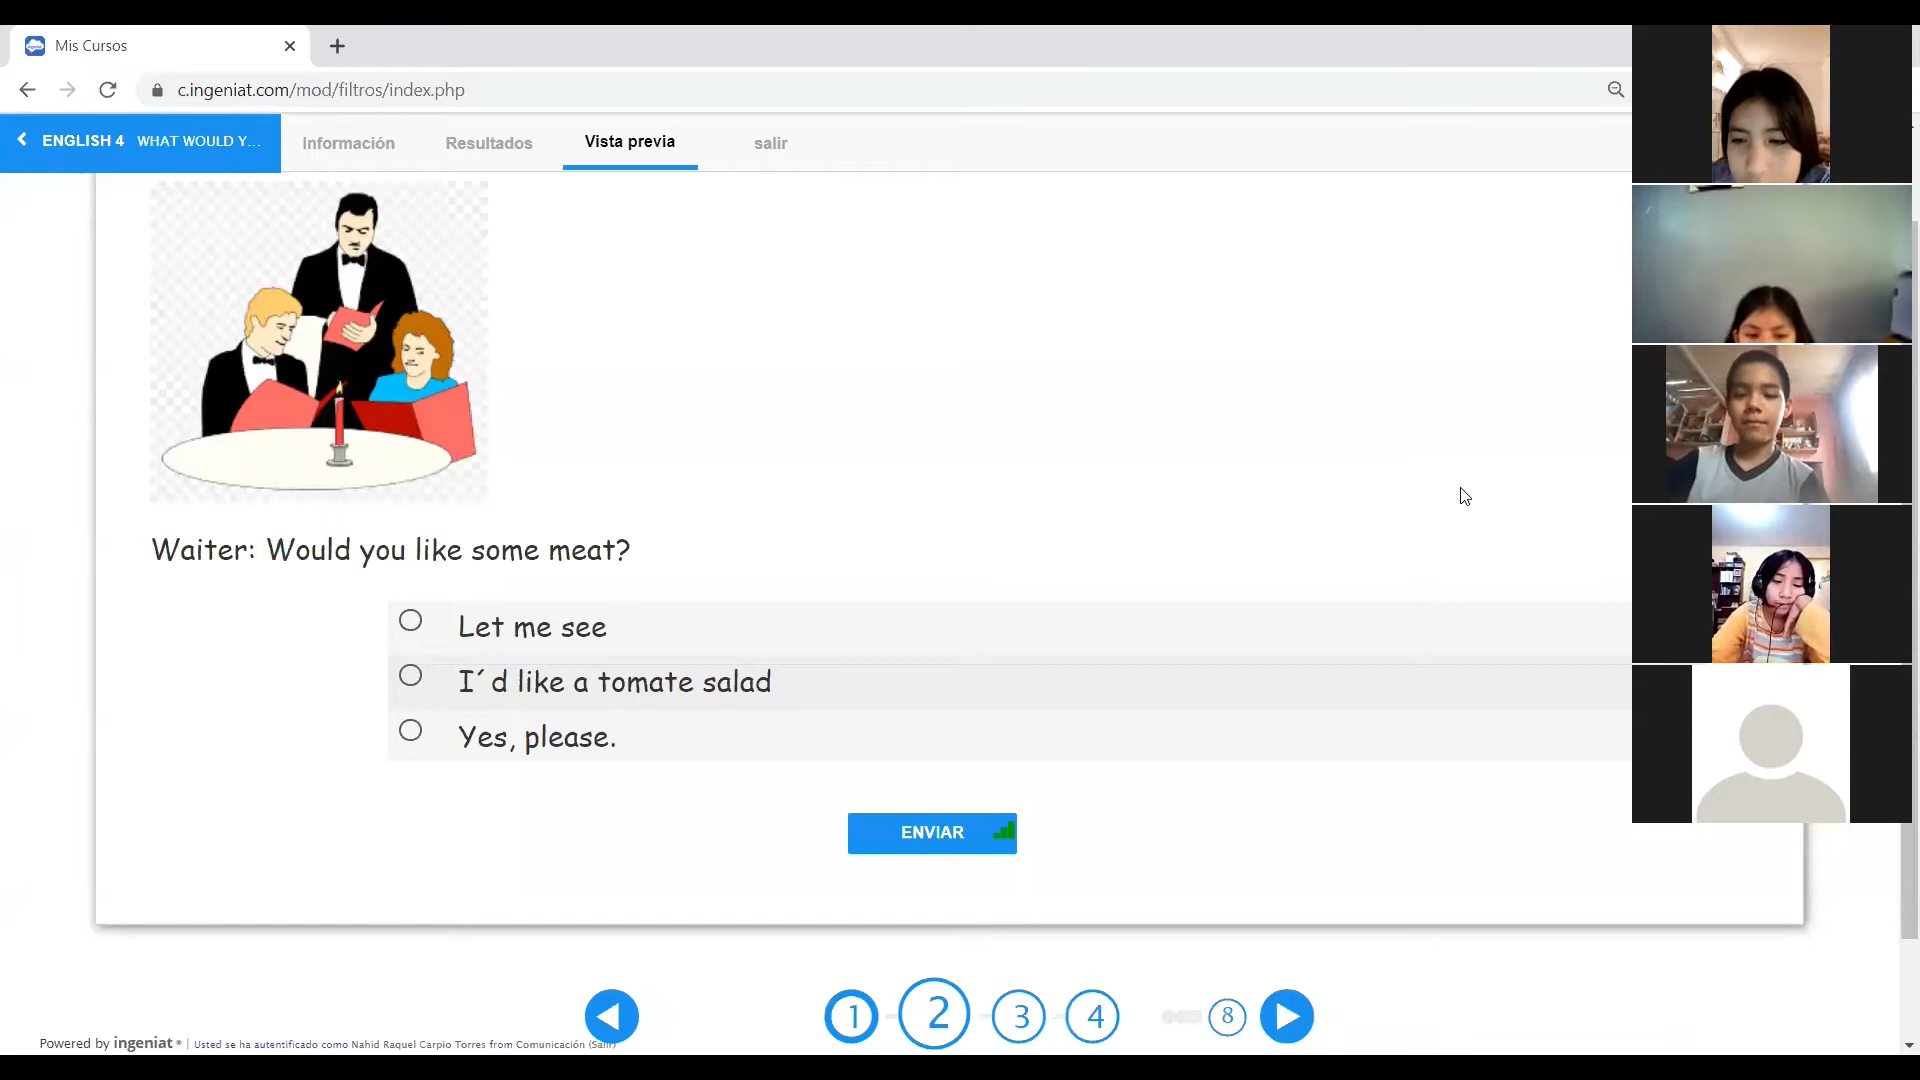 Mis Cursos
c.ingeniat.com/mod/filtros/index.php
ENGLISH 4 WHAT WOULD Y...
Información
Resultados
Vista previa
salir
Waiter: Would you like some meat?
Let me see
I´d like a tomate salad
Yes, please.
ENVIAR
1
2
3
4
8
Powered by ingeniat ® | Usted se ha autentificado como Nahid Raquel Carpio Torres from Comunicación (Salir)